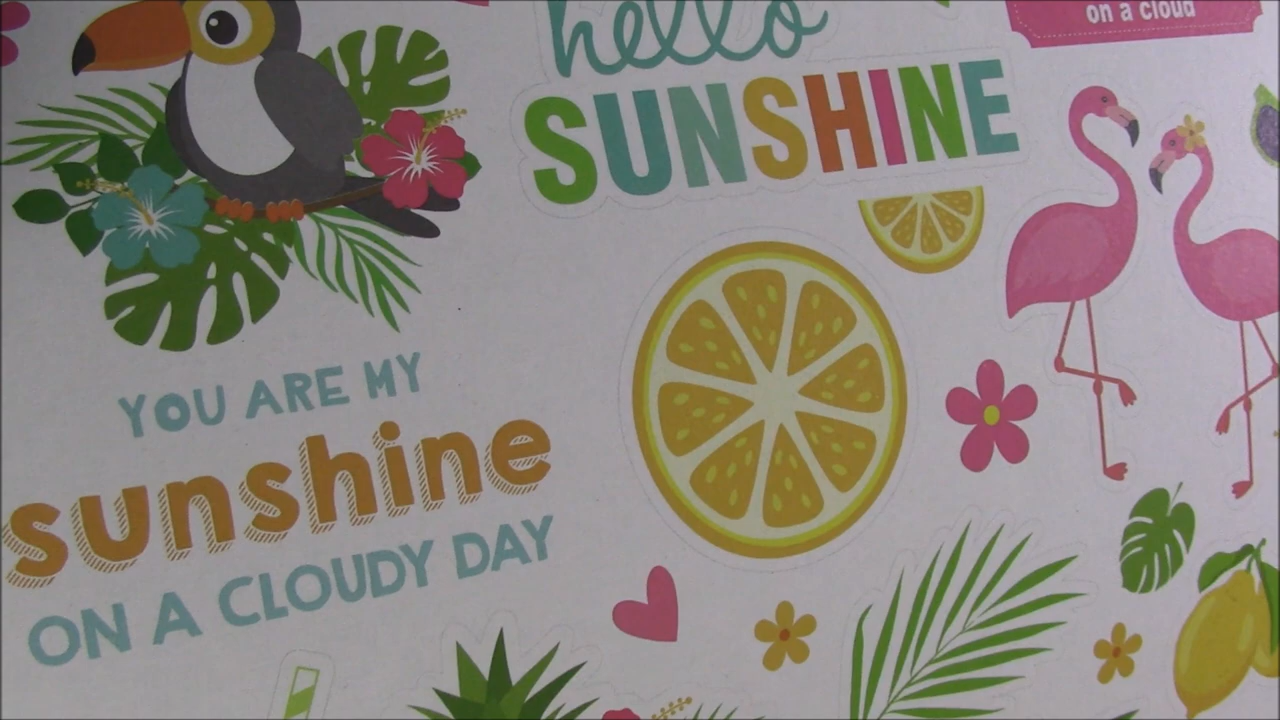 hello
SUNSHINE
on a cloud
YOU ARE MY
sunshine
ON A CLOUDY DAY